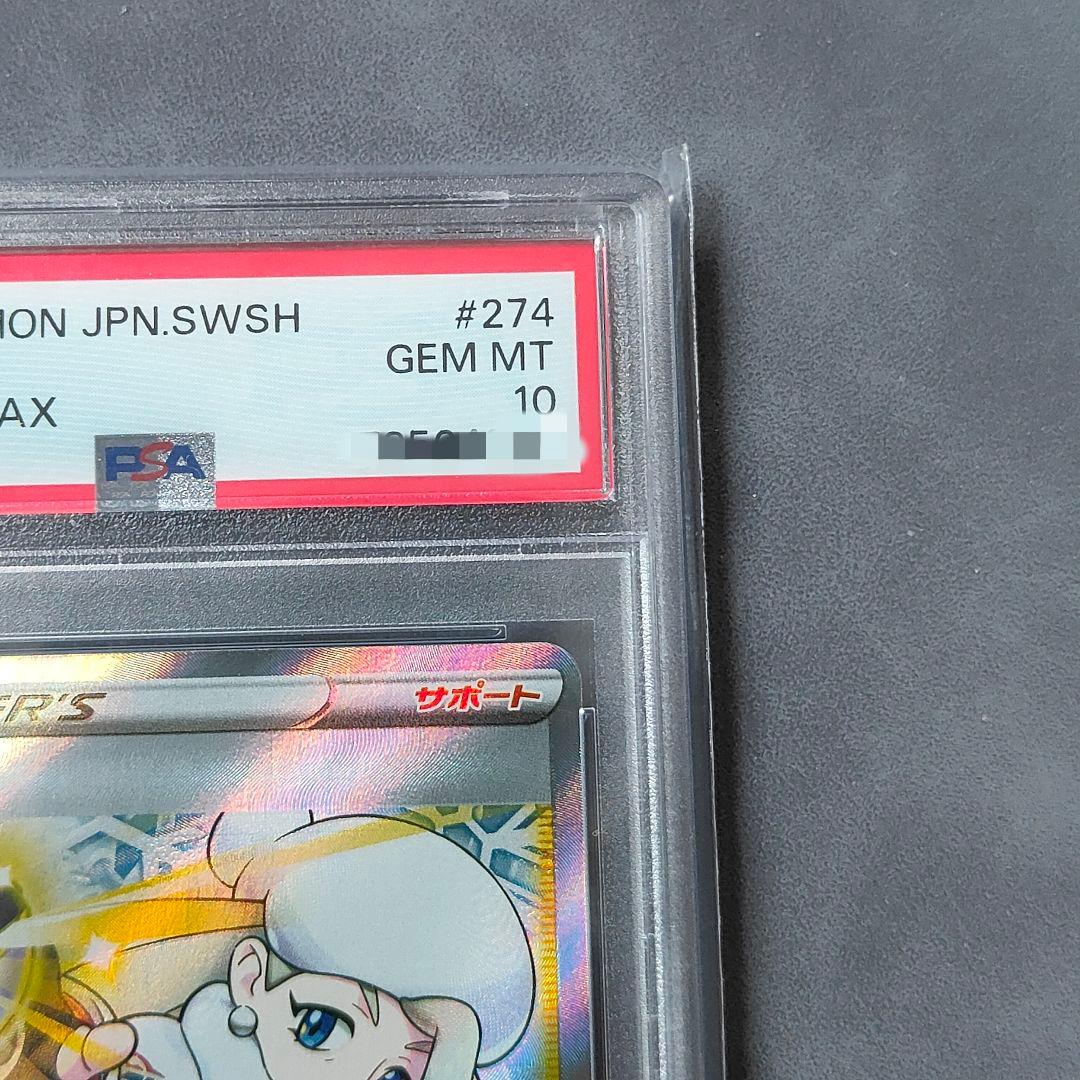 MON JPN.SWSH #274
GEM MT
AX 10
PSA
ER'S サポート